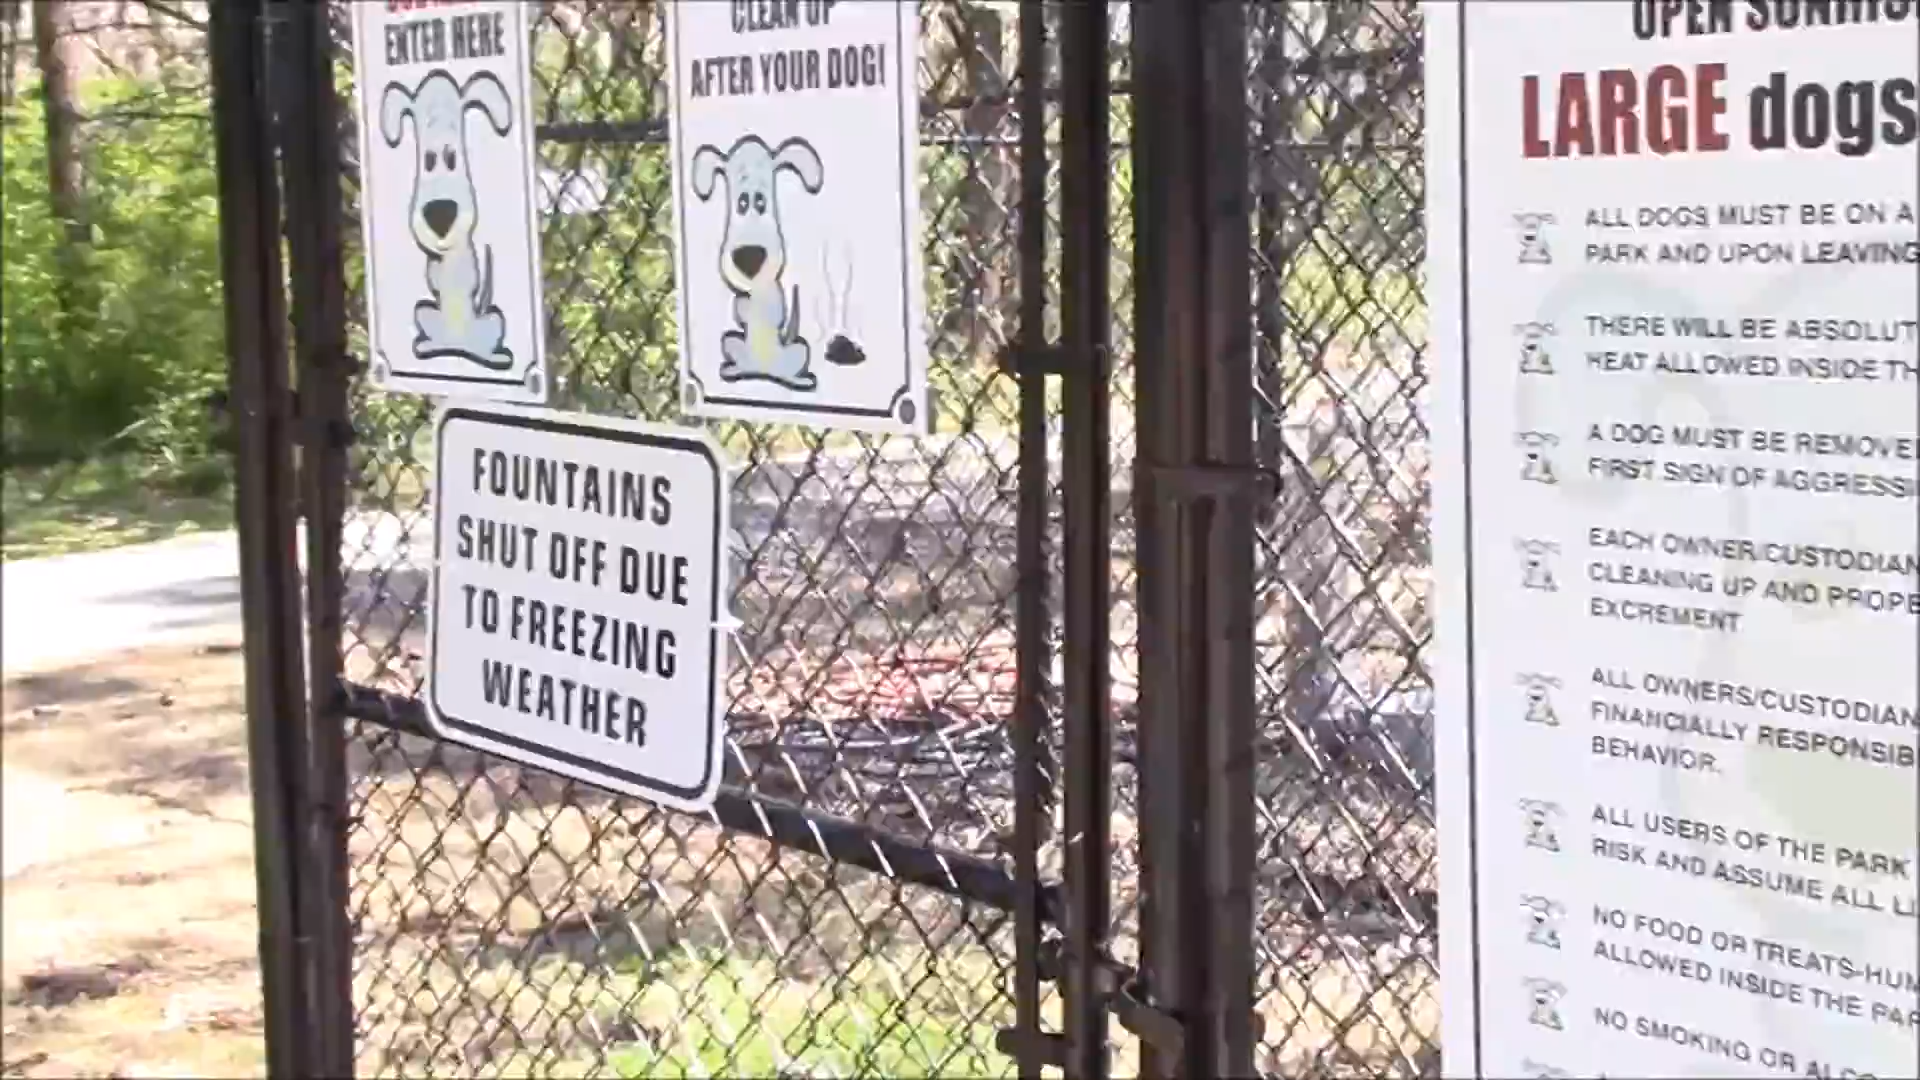 ENTER HERE
CLEAN UP
AFTER YOUR DOG!
FOUNTAINS
SHUT OFF DUE
TO FREEZING
WEATHER
OPEN
LARGE dogs
ALL DOGS MUST BE ON A
PARK AND UPON LEAVING
THERE WILL BE ABSOLUT
HEAT ALLOWED INSIDE TH
A DOG MUST BE REMOVE
FIRST SIGN OF AGGRESSI
EACH OWNER/CUSTODIAN
CLEANING UP AND PROPE
EXCREMENT
ALL OWNERS/CUSTODIAN
FINANCIALLY RESPONSIB
BEHAVIOR.
ALL USERS OF THE PARK
RISK AND ASSUME ALL LI
NO FOOD OR TREATS-HUM
ALLOWED INSIDE THE PAR
NO SMOKING OR ALCO